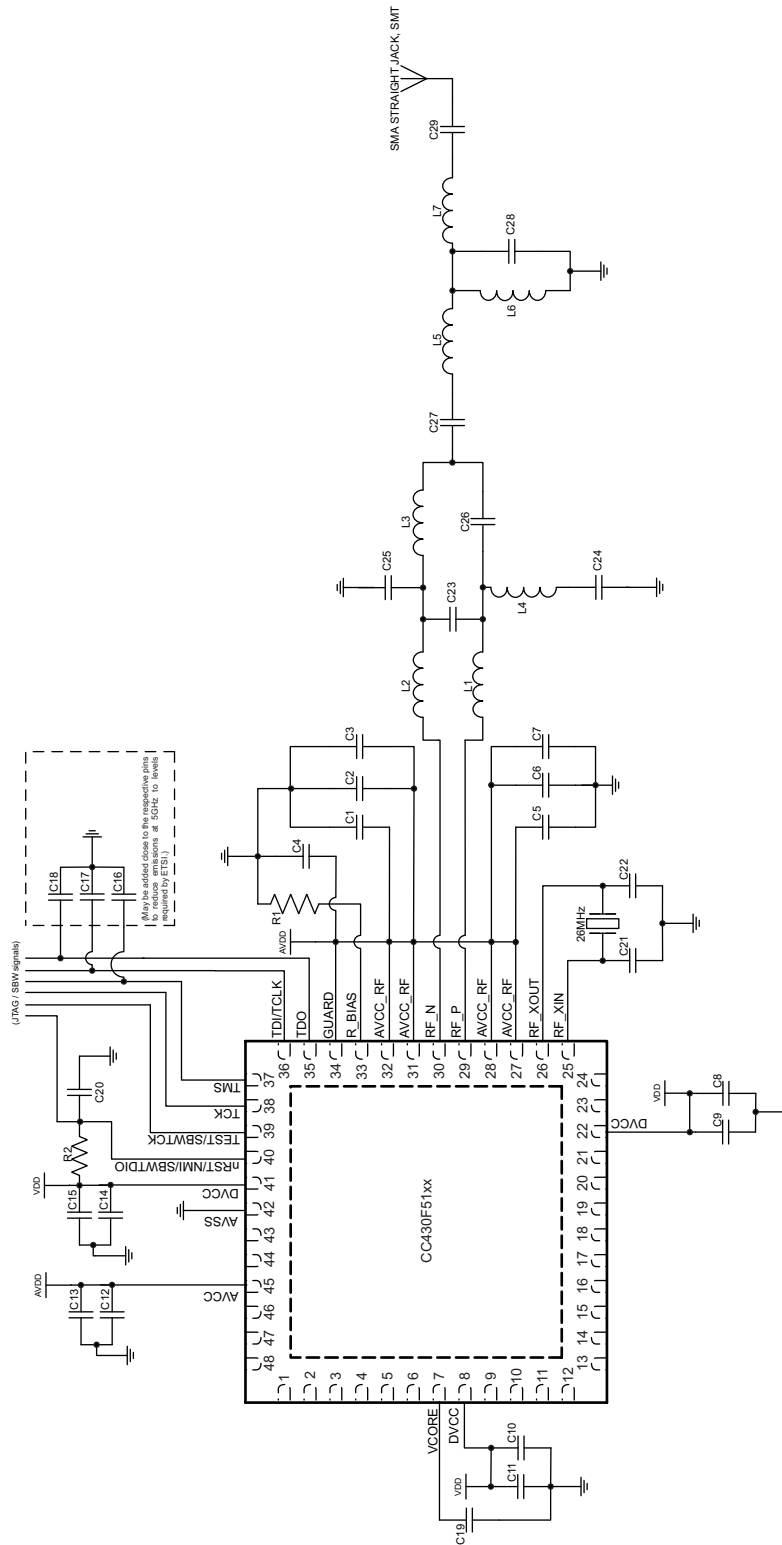 SMA STRAIGHT JACK, SMT
C29
L7
C28
L6
L5
C27
L3
C26
C25
C23
L4
C24
L2
L1
(JTAG / SBW signals)
C18
C17
C16
(May be added close to the respective pins
to reduce emissions at 5GHz to levels
required by ETSI.)
C3
C2
C1
C4
R1
AVDD
C7
C6
C5
C22
C21
26MHz
TDI/TCLK
TDO
GUARD
R_BIAS
AVCC_RF
AVCC_RF
RF_N
RF_P
AVCC_RF
AVCC_RF
RF_XOUT
RF_XIN
36
35
34
33
32
31
30
29
28
27
26
25
C20
R2
VDD
C15
C14
AVDD
C13
C12
TMS
TCK
TEST/SBWTCK
nRST/NMI/SBWTDIO
DVCC
AVSS
AVCC
37
38
39
40
41
42
43
44
45
46
47
48
CC430F51xx
24
23
22
21
20
19
18
17
16
15
14
13
DVCC
VDD
C8
C9
1
2
3
4
5
6
7
8
9
10
11
12
VCORE
DVCC
VDD
C10
C11
C19